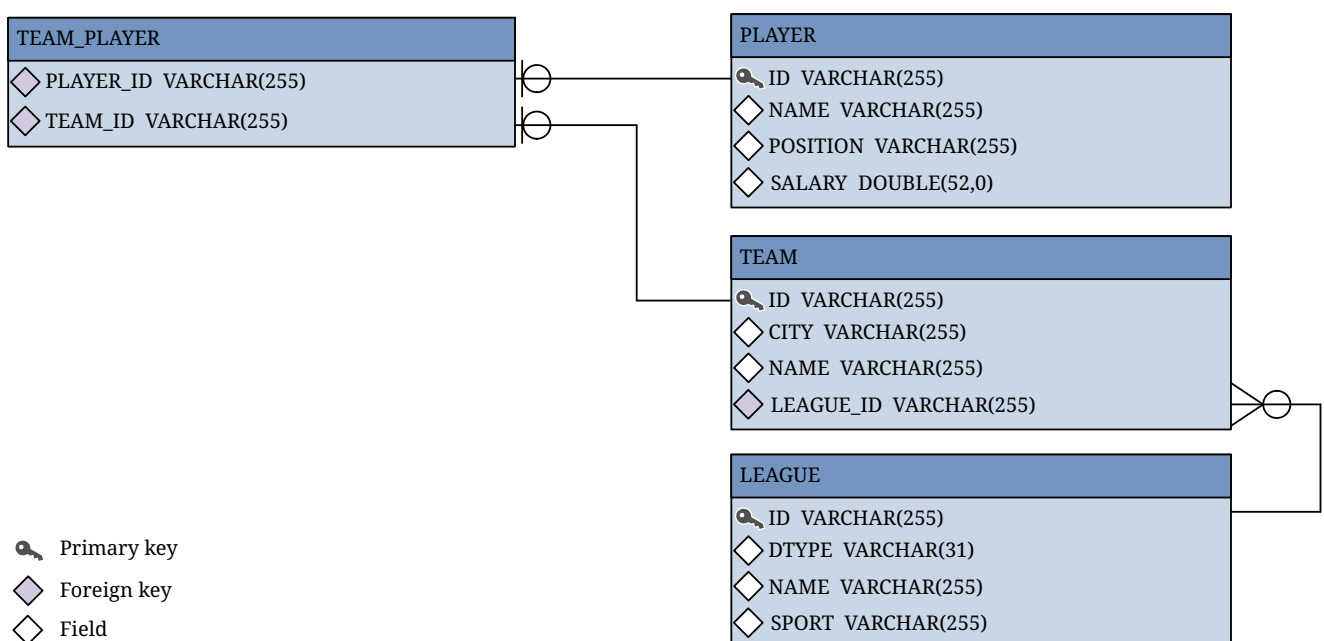 TEAM_PLAYER
PLAYER_ID VARCHAR(255)
TEAM_ID VARCHAR(255)
PLAYER
ID VARCHAR(255)
NAME VARCHAR(255)
POSITION VARCHAR(255)
SALARY DOUBLE(52,0)
TEAM
ID VARCHAR(255)
CITY VARCHAR(255)
NAME VARCHAR(255)
LEAGUE_ID VARCHAR(255)
LEAGUE
ID VARCHAR(255)
DTYPE VARCHAR(31)
NAME VARCHAR(255)
SPORT VARCHAR(255)
Primary key
Foreign key
Field